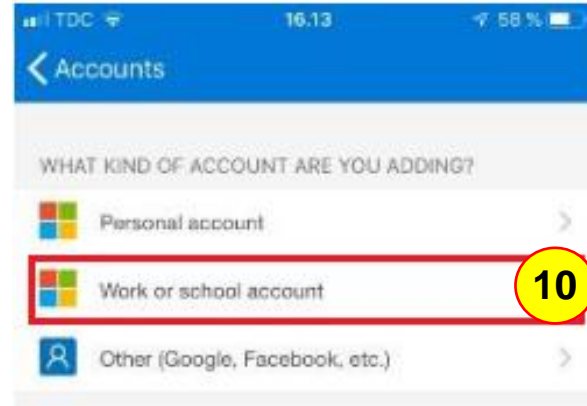 TDC 16.13 58 %
Accounts
WHAT KIND OF ACCOUNT ARE YOU ADDING?
Personal account
Work or school account 10
Other (Google, Facebook, etc.)